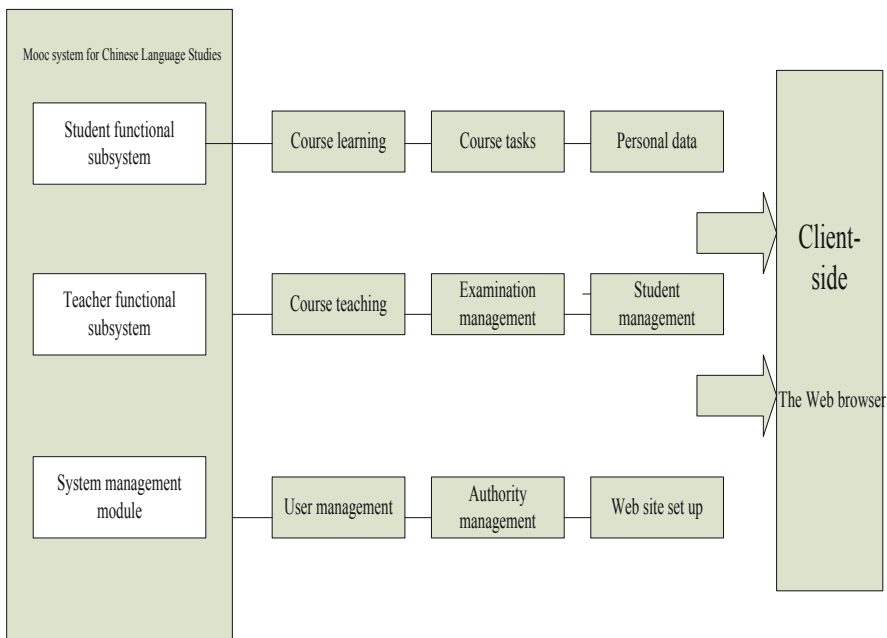 Mooc system for Chinese Language Studies
Student functional
subsystem
Course learning
Course tasks
Personal data
Teacher functional
subsystem
Course teaching
Examination
management
Student
management
System management
module
User management
Authority
management
Web site set up
Client-
side
The Web browser